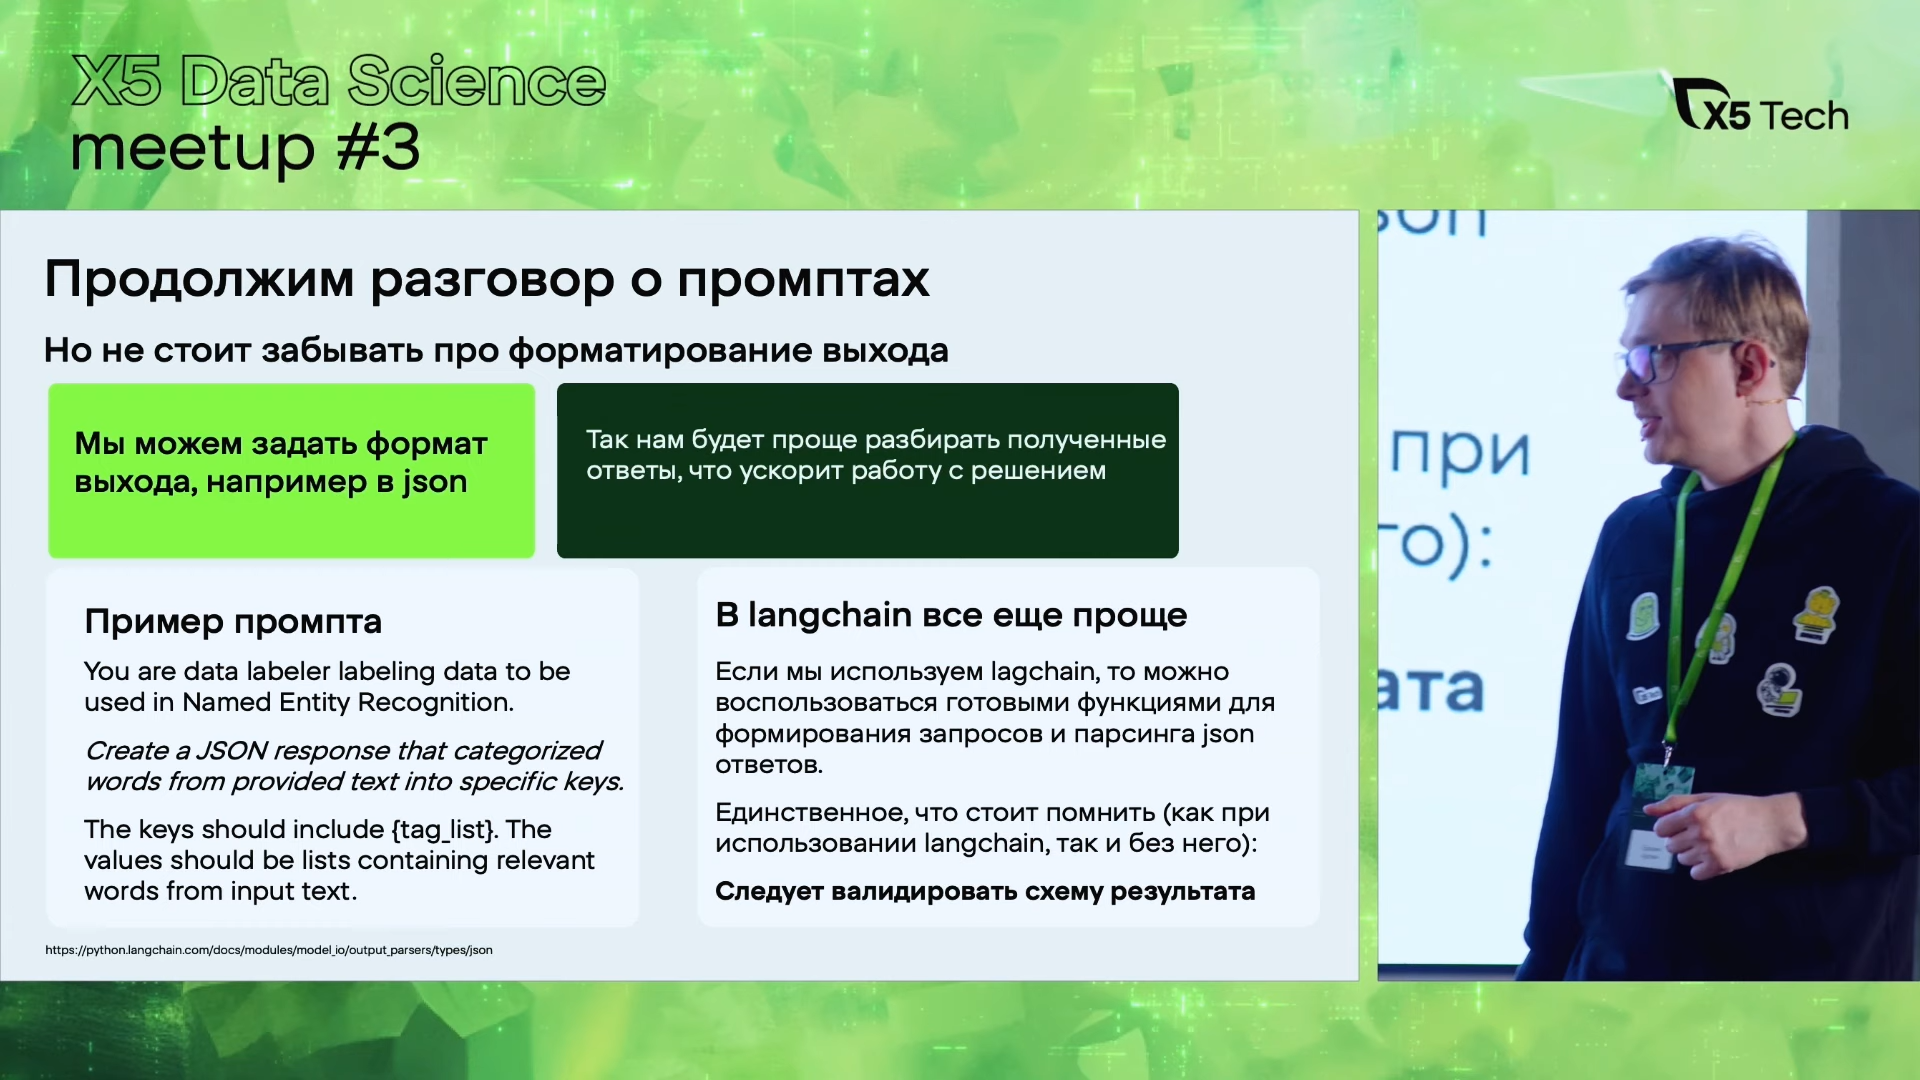 X5 Data Science
meetup #3
X5 Tech
Продолжим разговор о промптах
Но не стоит забывать про форматирование выхода
Мы можем задать формат
выхода, например в json
Так нам будет проще разбирать полученные
ответы, что ускорит работу с решением
Пример промпта
You are data labeler labeling data to be
used in Named Entity Recognition.
Create a JSON response that categorized
words from provided text into specific keys.
The keys should include {tag_list}. The
values should be lists containing relevant
words from input text.
В langchain все еще проще
Если мы используем lagchain, то можно
воспользоваться готовыми функциями для
формирования запросов и парсинга json
ответов.
Единственное, что стоит помнить (как при
использовании langchain, так и без него):
Следует валидировать схему результата
https://python.langchain.com/docs/modules/model_io/output_parsers/types/json
при
го):
ата